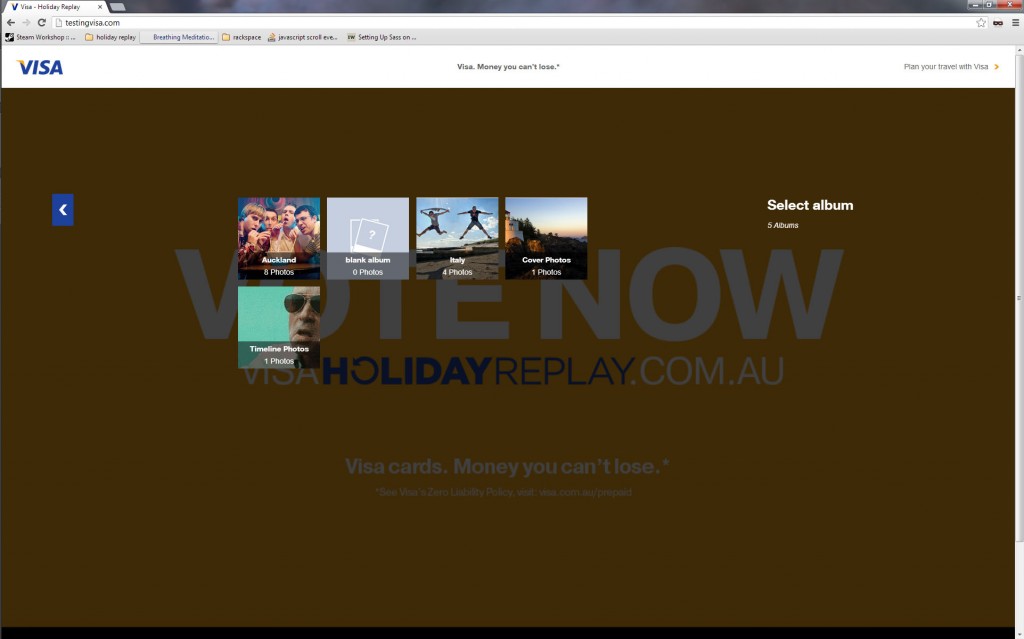 Visa - Holiday Replay
testingvisa.com
Steam Workshop :: ...
holiday replay
Breathing Meditatio...
rackspace
javascript scroll eve...
Setting Up Sass on ...
VISA
Visa. Money you can't lose.*
Plan your travel with Visa
Select album
5 Albums
Auckland
8 Photos
blank album
0 Photos
Italy
4 Photos
Cover Photos
1 Photos
Timeline Photos
1 Photos
VOTE NOW
VISAHOLIDAYREPLAY.COM.AU
Visa cards. Money you can't lose.*
*See Visa's Zero Liability Policy, visit: visa.com.au/prepaid